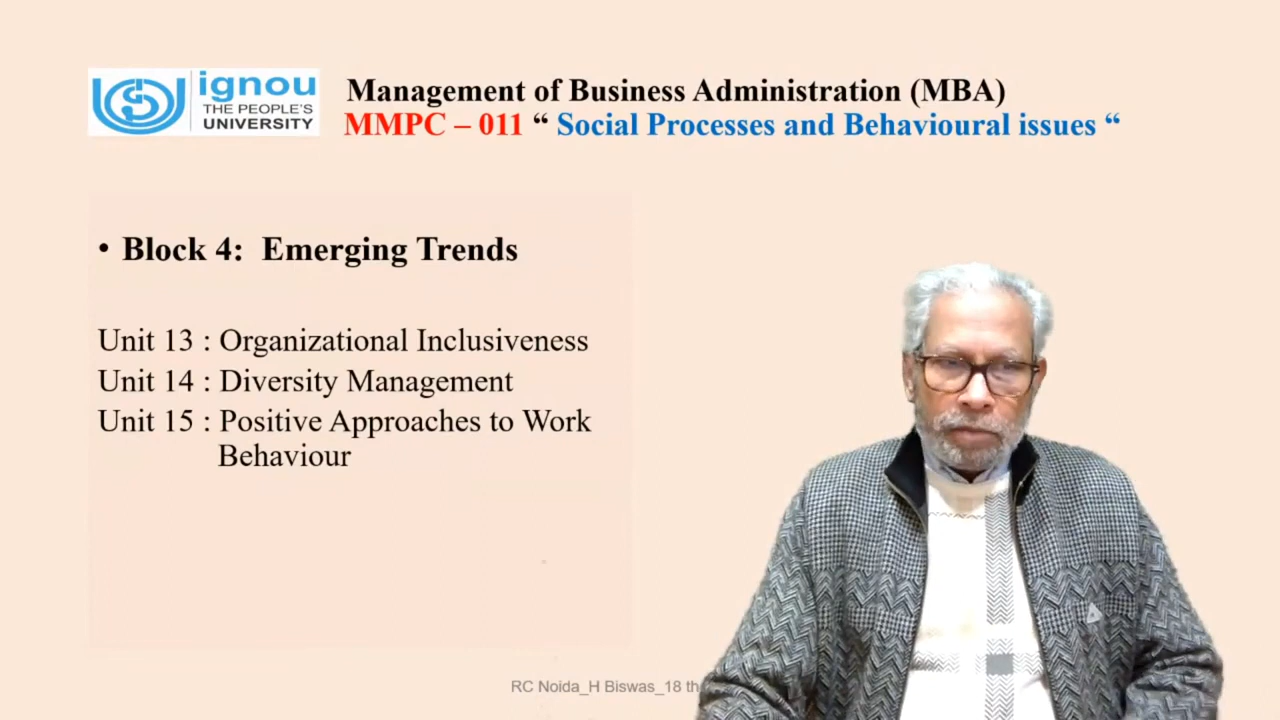 ignou
THE PEOPLE'S
UNIVERSITY
Management of Business Administration (MBA)
MMPC – 011 “ Social Processes and Behavioural issues “
• Block 4: Emerging Trends
Unit 13 : Organizational Inclusiveness
Unit 14 : Diversity Management
Unit 15 : Positive Approaches to Work
Behaviour
RC Noida_H Biswas_18 th